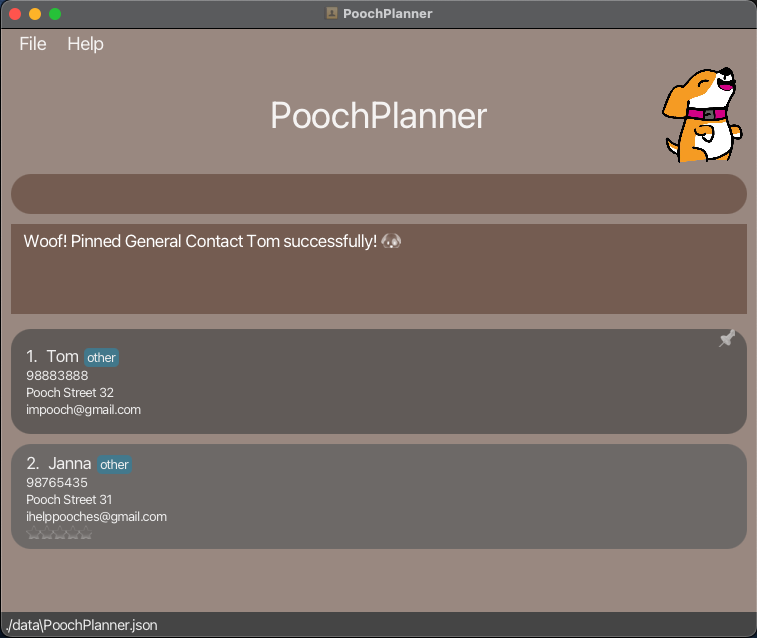 PoochPlanner
File Help
PoochPlanner
Woof! Pinned General Contact Tom successfully! 🐶
1. Tom other
98883888
Pooch Street 32
impooch@gmail.com
2. Janna other
98765435
Pooch Street 31
ihelppooches@gmail.com
./data\PoochPlanner.json